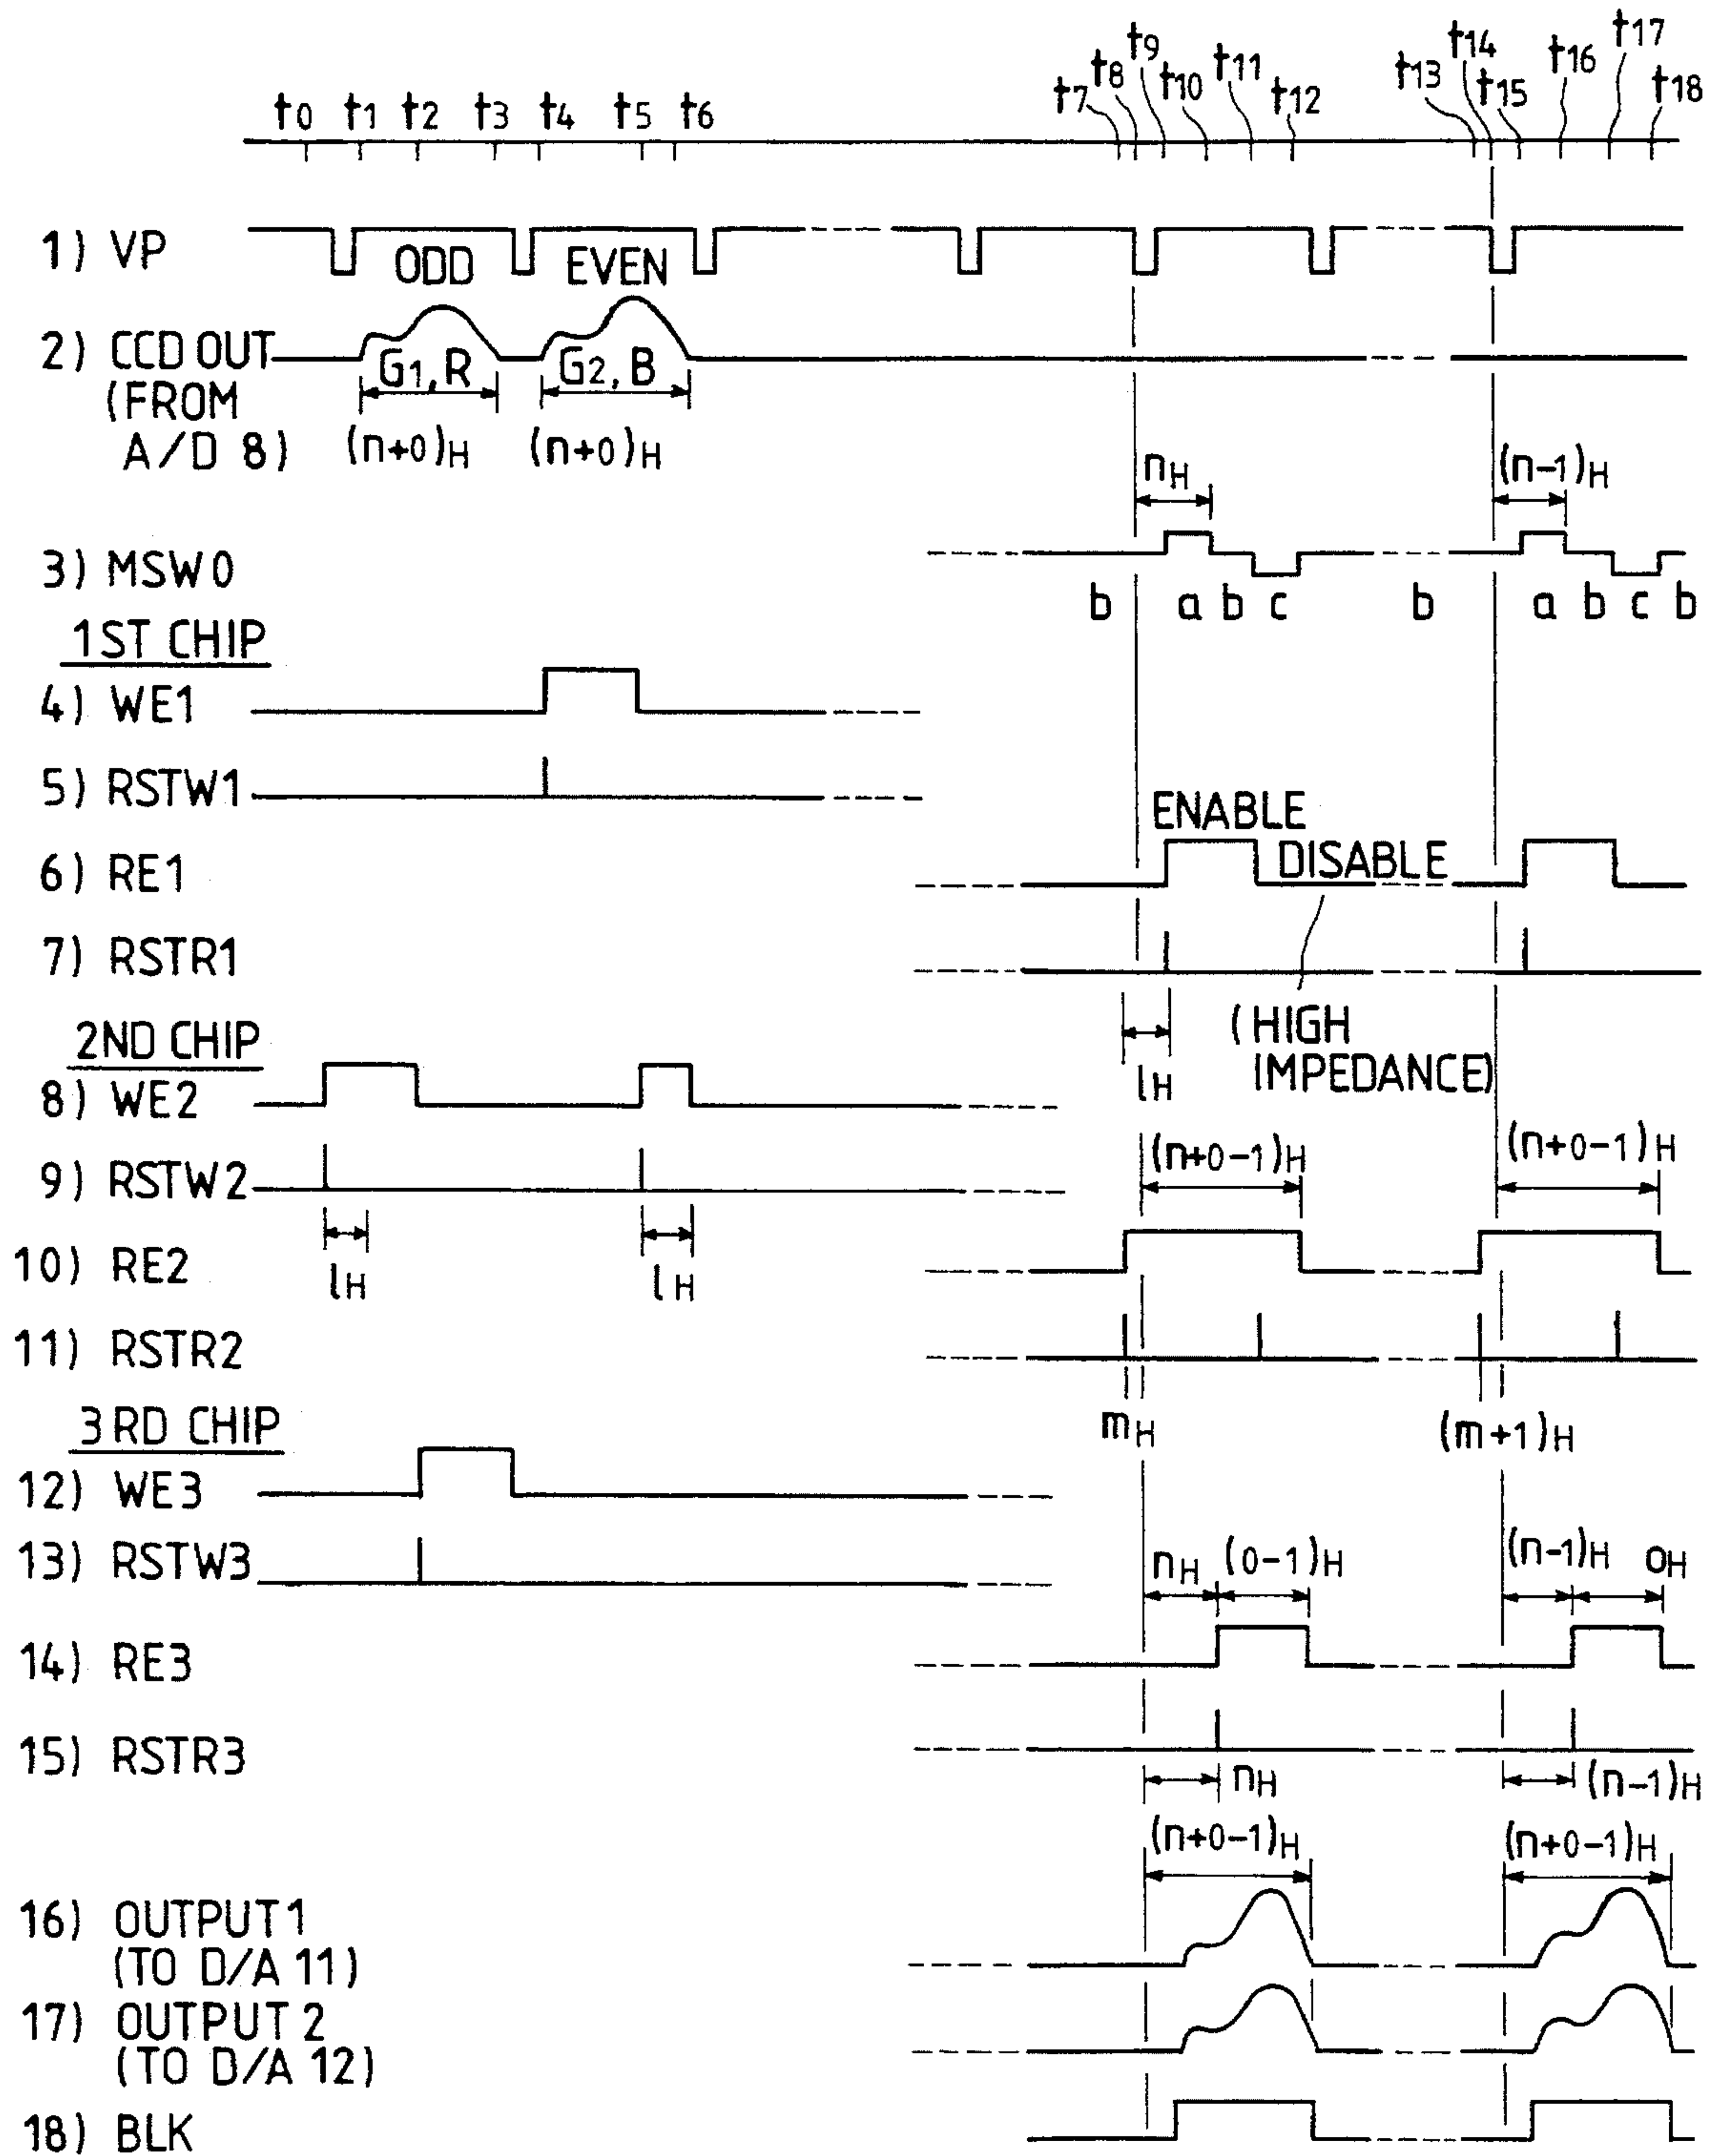 t0 t1 t2 t3 t4 t5 t6 t7 t8 t9 t10 t11 t12 t13 t14 t15 t16 t17 t18
1) VP
ODD EVEN
2) CCD OUT
(FROM
A/D 8)
G1, R G2, B
(n+0)H (n+0)H
nH (n-1)H
3) MSW0
b a b c b a b c b
1ST CHIP
4) WE1
5) RSTW1
ENABLE
DISABLE
6) RE1
7) RSTR1
(HIGH
IMPEDANCE)
lH
2ND CHIP
8) WE2
(n+0-1)H (n+0-1)H
9) RSTW2
lH lH
10) RE2
11) RSTR2
mH (m+1)H
3RD CHIP
12) WE3
13) RSTW3
nH (0-1)H (n-1)H 0H
14) RE3
15) RSTR3
nH (n-1)H
(n+0-1)H (n+0-1)H
16) OUTPUT1
(TO D/A 11)
17) OUTPUT 2
(TO D/A 12)
18) BLK